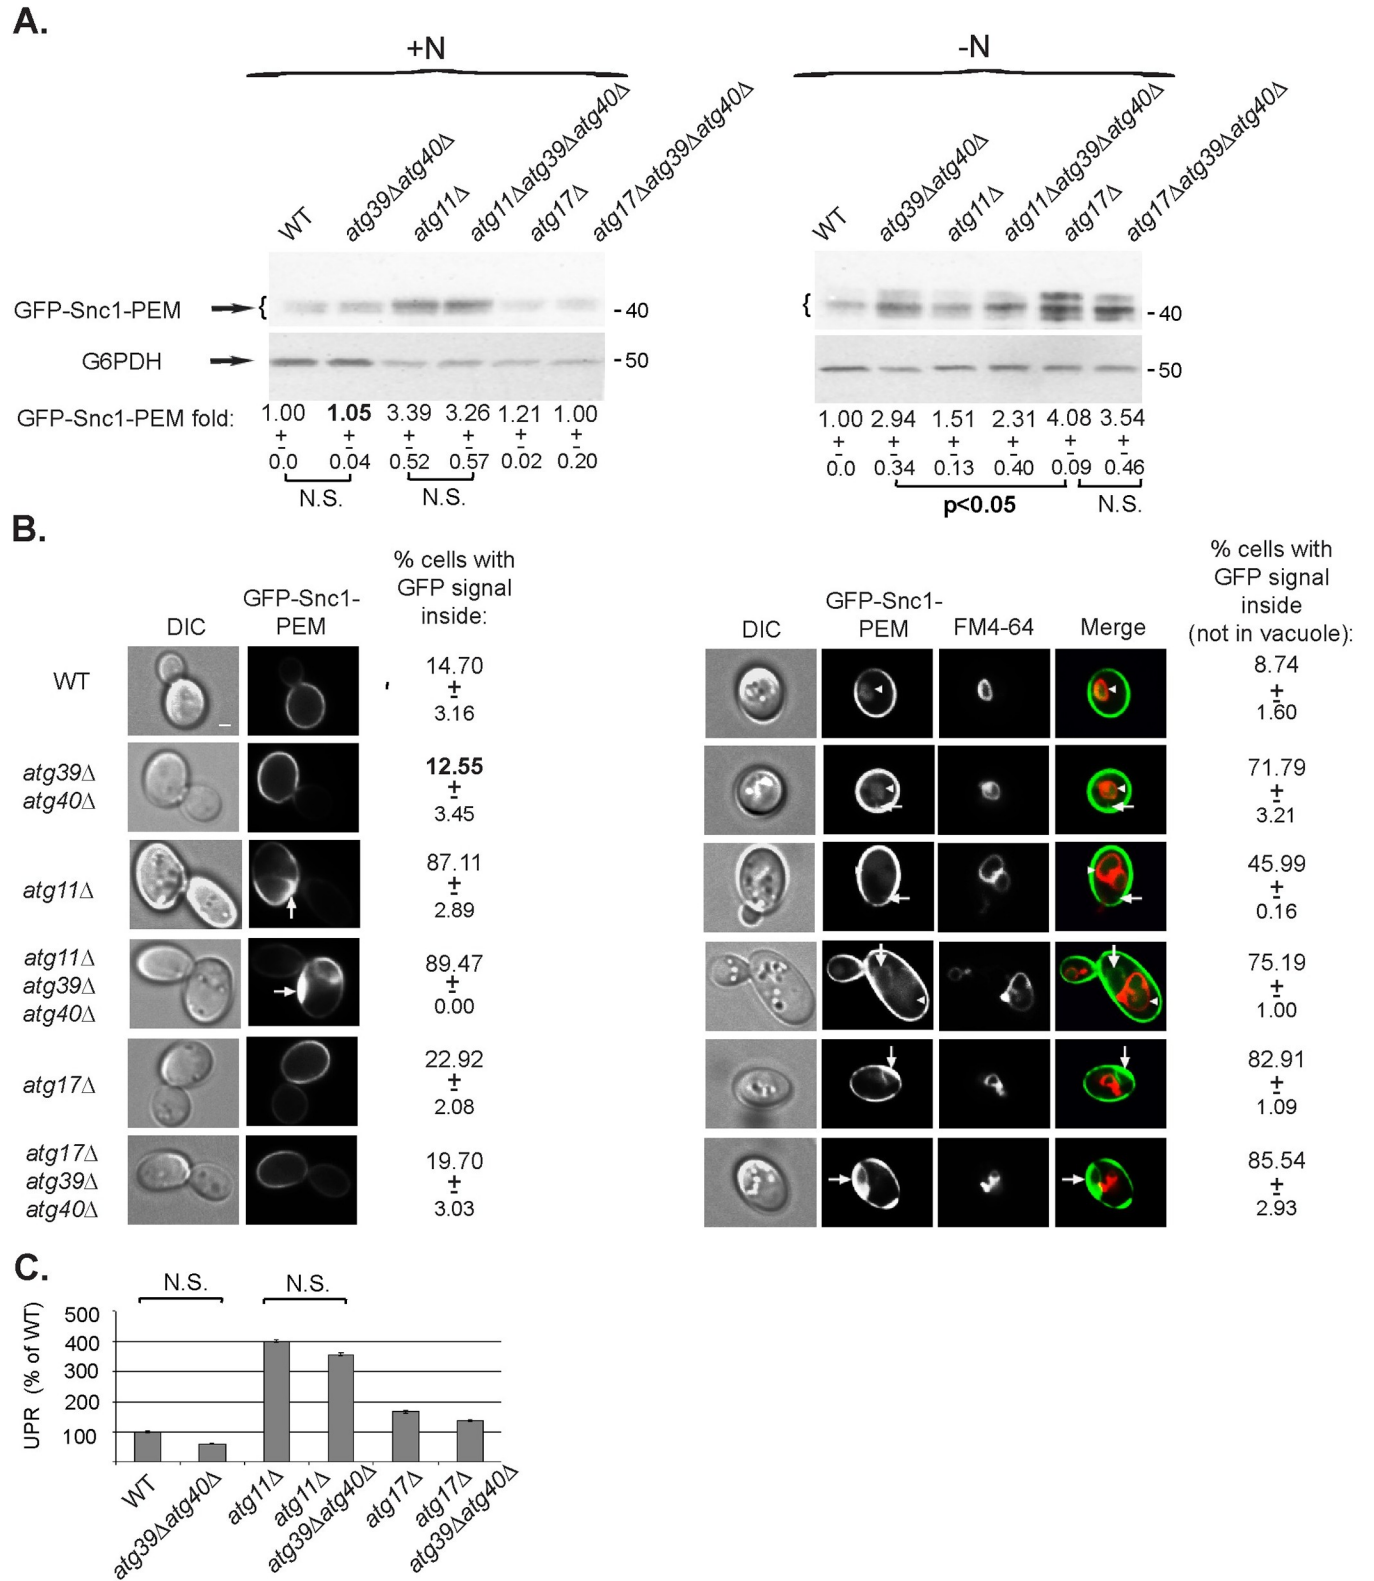 A.
+N
-N
WT
atg39Δatg40Δ
atg11Δ
atg11Δatg39Δatg40Δ
atg17Δ
atg17Δatg39Δatg40Δ
WT
atg39Δatg40Δ
atg11Δ
atg11Δatg39Δatg40Δ
atg17Δ
atg17Δatg39Δatg40Δ
GFP-Snc1-PEM
{
- 40
{
- 40
G6PDH
- 50
- 50
GFP-Snc1-PEM fold: 1.00 1.05 3.39 3.26 1.21 1.00
± ± ± ± ± ±
0.0 0.04 0.52 0.57 0.02 0.20
N.S. N.S.
1.00 2.94 1.51 2.31 4.08 3.54
± ± ± ± ± ±
0.0 0.34 0.13 0.40 0.09 0.46
p<0.05 N.S.
B.
DIC
GFP-Snc1-
PEM
% cells with
GFP signal
inside:
DIC
GFP-Snc1-
PEM
FM4-64
Merge
% cells with
GFP signal
inside
(not in vacuole):
WT
14.70
±
3.16
8.74
±
1.60
atg39Δ
atg40Δ
12.55
±
3.45
71.79
±
3.21
atg11Δ
87.11
±
2.89
45.99
±
0.16
atg11Δ
atg39Δ
atg40Δ
89.47
±
0.00
75.19
±
1.00
atg17Δ
22.92
±
2.08
82.91
±
1.09
atg17Δ
atg39Δ
atg40Δ
19.70
±
3.03
85.54
±
2.93
C.
N.S. N.S.
UPR (% of WT)
500
400
300
200
100
WT
atg39Δatg40Δ
atg11Δ
atg11Δ
atg39Δatg40Δ
atg17Δ
atg17Δ
atg39Δatg40Δ